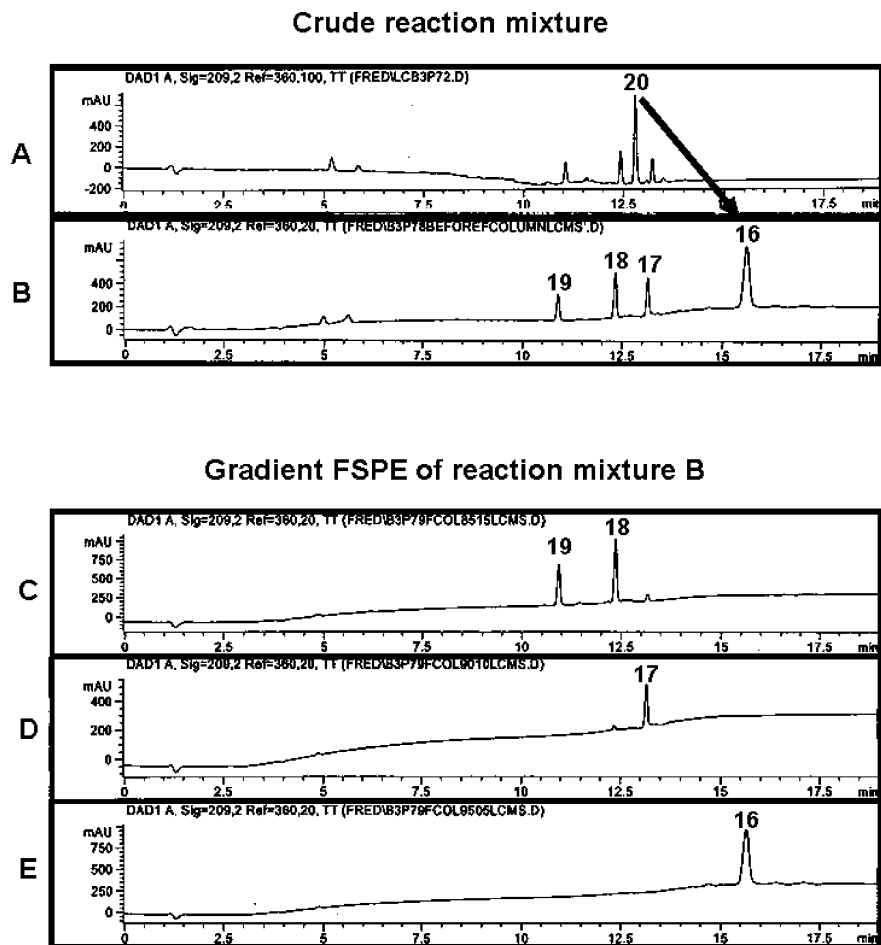 Crude reaction mixture
A
DAD1 A, Sig=209,2 Ref=360,100, TT (FRED\LCB3P72.D)
mAU
400
200
0
-200
20
0 2.5 5 7.5 10 12.5 15 17.5 min
B
DAD1 A, Sig=209,2 Ref=360,20, TT (FRED\B3P78BEFOREFCOLUMNLCMS'.D)
mAU
400
200
0
19 18 17 16
0 2.5 5 7.5 10 12.5 15 17.5 min
Gradient FSPE of reaction mixture B
C
DAD1 A, Sig=209,2 Ref=360,20, TT (FRED\B3P79FCOL8515LCMS.D)
mAU
750
500
250
0
19 18
0 2.5 5 7.5 10 12.5 15 17.5 min
D
DAD1 A, Sig=209,2 Ref=360,20, TT (FRED\B3P79FCOL9010LCMS.D)
mAU
400
200
0
17
0 2.5 5 7.5 10 12.5 15 17.5 min
E
DAD1 A, Sig=209,2 Ref=360,20, TT (FRED\B3P79FCOL9505LCMS.D)
mAU
750
500
250
0
16
0 2.5 5 7.5 10 12.5 15 17.5 min